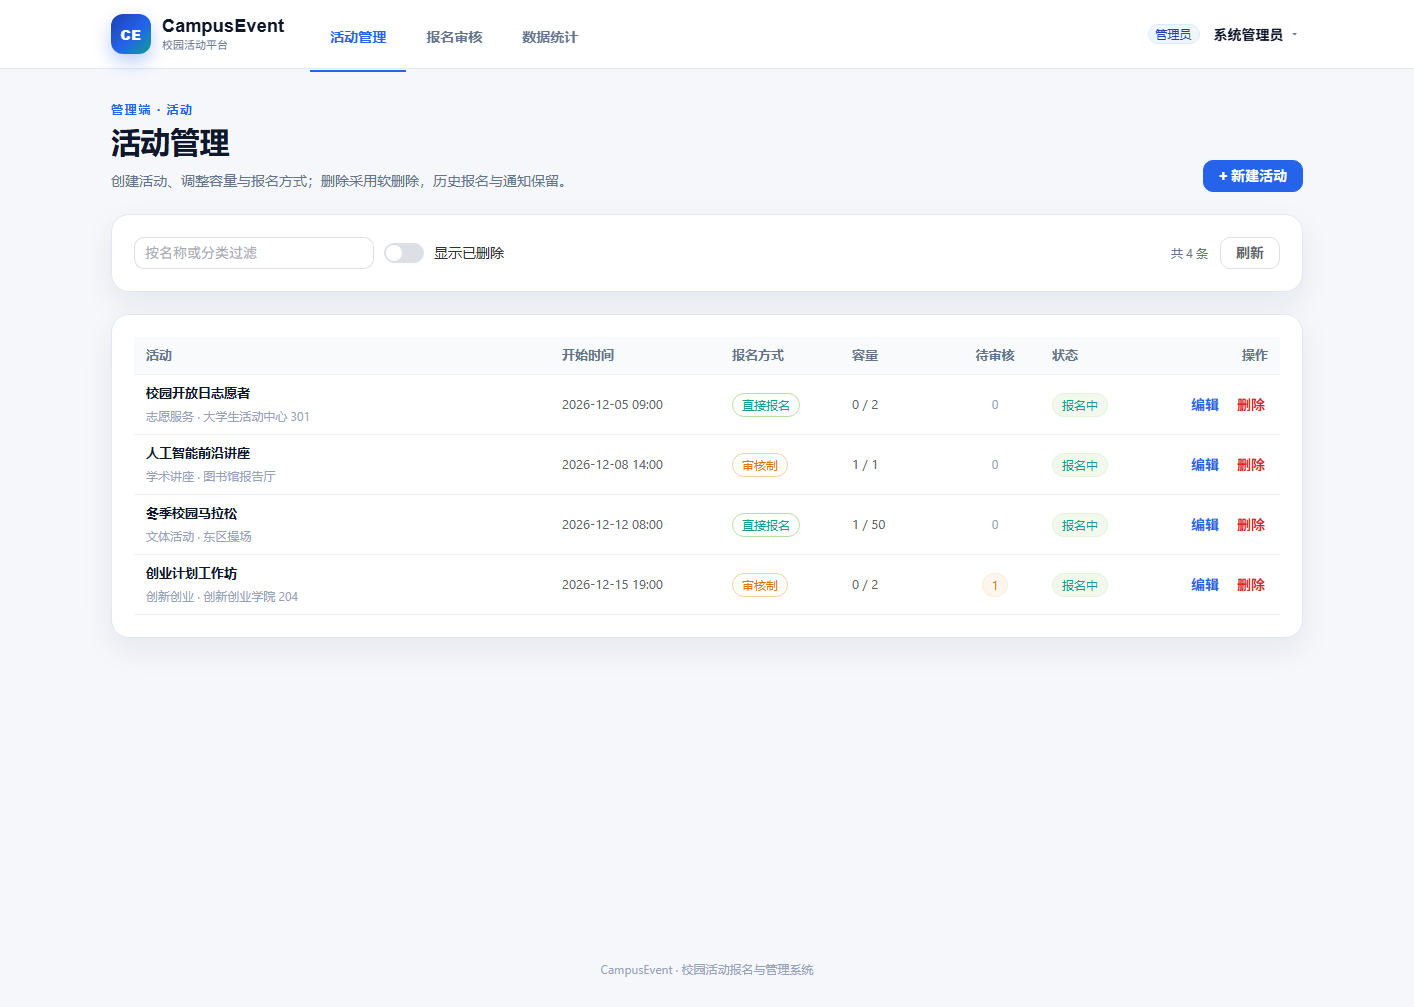 CE
CampusEvent
校园活动平台
活动管理
报名审核
数据统计
管理员
系统管理员
管理端 · 活动
活动管理
创建活动、调整容量与报名方式；删除采用软删除，历史报名与通知保留。
+ 新建活动
按名称或分类过滤
显示已删除
共 4 条
刷新
活动 开始时间 报名方式 容量 待审核 状态 操作
校园开放日志愿者
志愿服务 · 大学生活动中心 301
2026-12-05 09:00 直接报名 0 / 2 0 报名中 编辑 删除
人工智能前沿讲座
学术讲座 · 图书馆报告厅
2026-12-08 14:00 审核制 1 / 1 0 报名中 编辑 删除
冬季校园马拉松
文体活动 · 东区操场
2026-12-12 08:00 直接报名 1 / 50 0 报名中 编辑 删除
创业计划工作坊
创新创业 · 创新创业学院 204
2026-12-15 19:00 审核制 0 / 2 1 报名中 编辑 删除
CampusEvent · 校园活动报名与管理系统